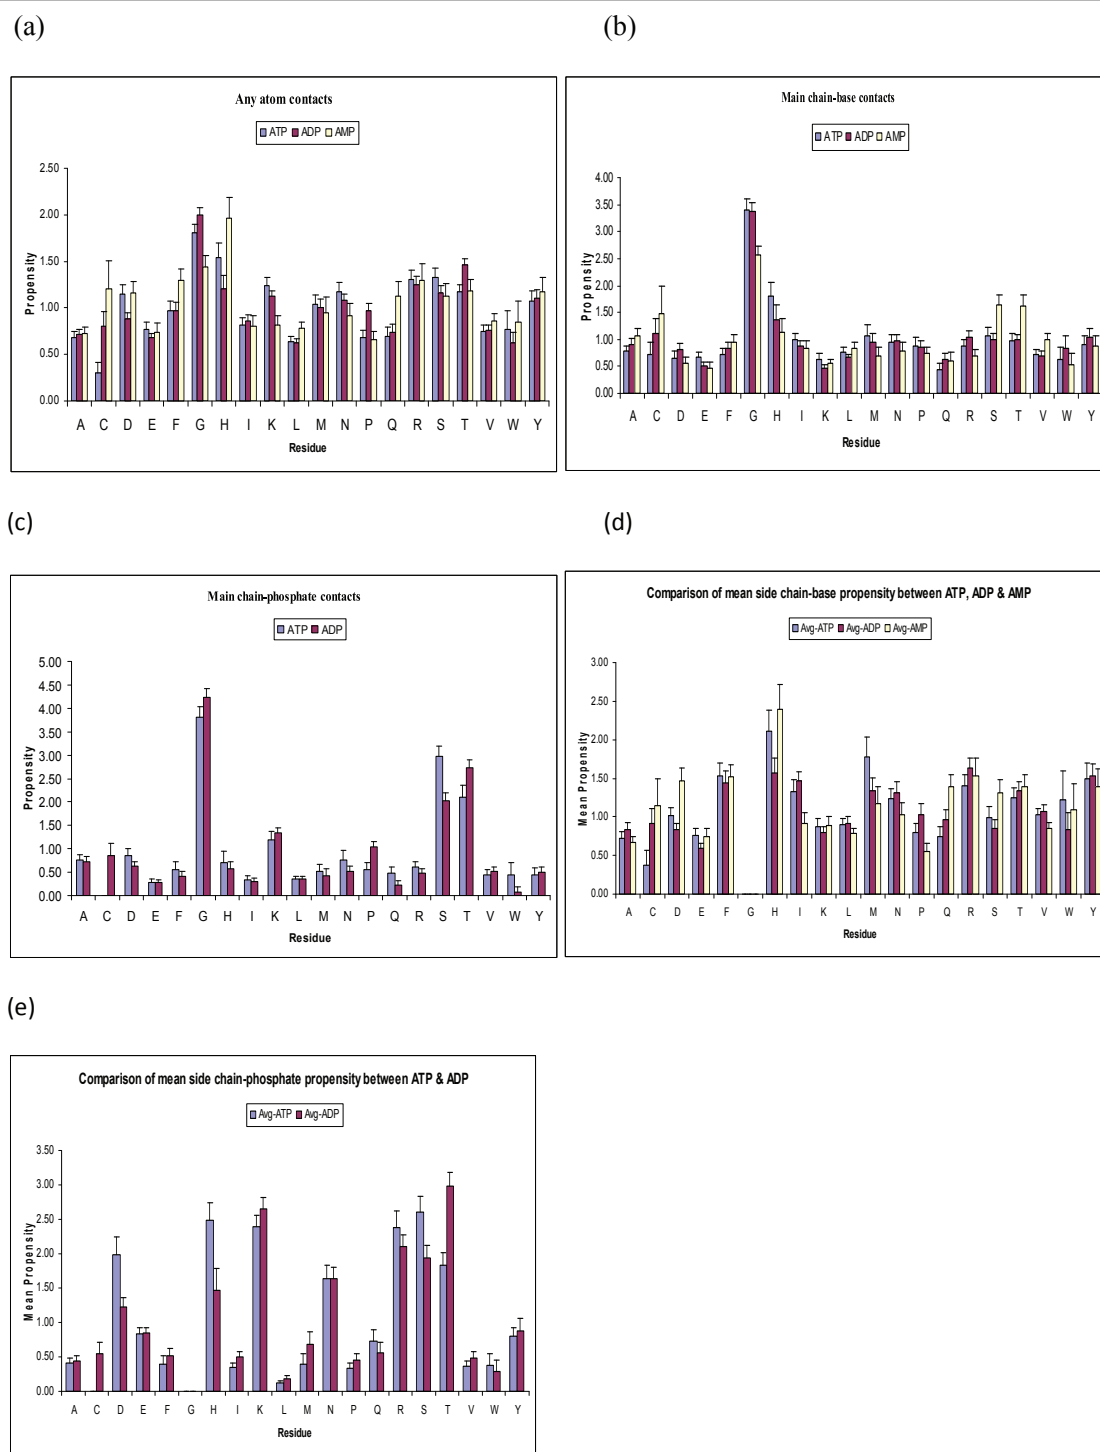 (a)
Any atom contacts
ATP ADP AMP
Propensity
2.50
2.00
1.50
1.00
0.50
0.00
A C D E F G H I K L M N P Q R S T V W Y
Residue
(b)
Main chain-base contacts
ATP ADP AMP
Propensity
4.00
3.50
3.00
2.50
2.00
1.50
1.00
0.50
0.00
A C D E F G H I K L M N P Q R S T V W Y
Residue
(c)
Main chain-phosphate contacts
ATP ADP
Propensity
5.00
4.50
4.00
3.50
3.00
2.50
2.00
1.50
1.00
0.50
0.00
A C D E F G H I K L M N P Q R S T V W Y
Residue
(d)
Comparison of mean side chain-base propensity between ATP, ADP & AMP
Avg-ATP Avg-ADP Avg-AMP
Mean Propensity
3.00
2.50
2.00
1.50
1.00
0.50
0.00
A C D E F G H I K L M N P Q R S T V W Y
Residue
(e)
Comparison of mean side chain-phosphate propensity between ATP & ADP
Avg-ATP Avg-ADP
Mean Propensity
3.50
3.00
2.50
2.00
1.50
1.00
0.50
0.00
A C D E F G H I K L M N P Q R S T V W Y
Residue